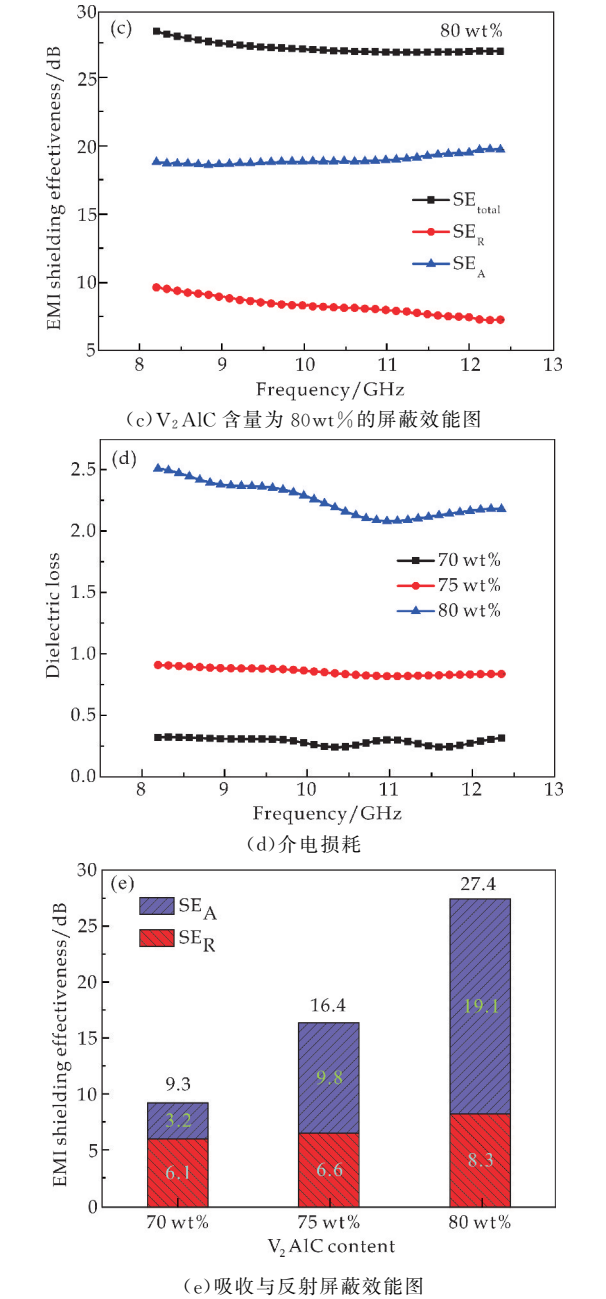 (c)
80 wt%
30
25
20
15
10
5
EMI shielding effectiveness/dB
SEtotal
SER
SEA
8 9 10 11 12 13
Frequency/GHz
(c)V2AlC 含量为 80wt%的屏蔽效能图
(d)
2.5
2.0
1.5
1.0
0.5
0.0
Dielectric loss
70 wt%
75 wt%
80 wt%
8 9 10 11 12 13
Frequency/GHz
(d)介电损耗
(e)
30
25
20
15
10
5
0
EMI shielding effectiveness/dB
SEA
SER
9.3
3.2
6.1
16.4
9.8
6.6
27.4
19.1
8.3
70 wt% 75 wt% 80 wt%
V2AlC content
(e)吸收与反射屏蔽效能图